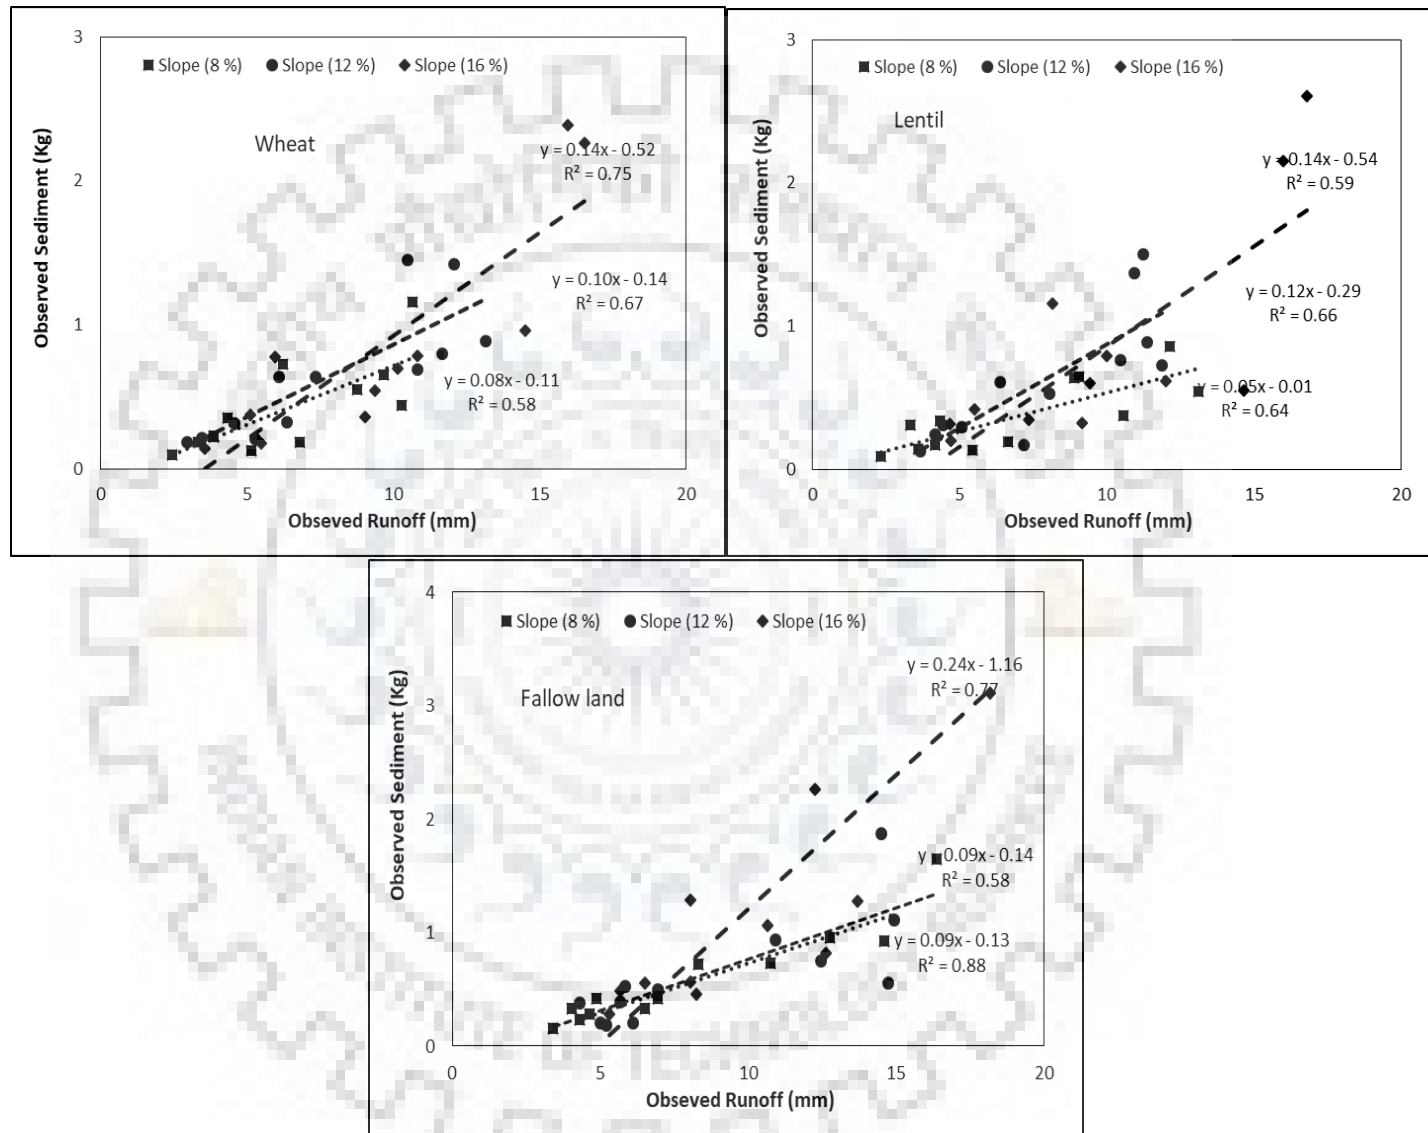 3
■ Slope (8 %) ● Slope (12 %) ◆ Slope (16 %)
Wheat
Observed Sediment (Kg)
y = 0.14x - 0.52
R² = 0.75
2
y = 0.10x - 0.14
R² = 0.67
1
y = 0.08x - 0.11
R² = 0.58
0
0 5 10 15 20
Obseved Runoff (mm)
3
■ Slope (8 %) ● Slope (12 %) ◆ Slope (16 %)
Lentil
Observed Sediment (Kg)
y = 0.14x - 0.54
R² = 0.59
2
y = 0.12x - 0.29
R² = 0.66
1
y = 0.05x - 0.01
R² = 0.64
0
0 5 10 15 20
Obseved Runoff (mm)
4
■ Slope (8 %) ● Slope (12 %) ◆ Slope (16 %)
y = 0.24x - 1.16
R² = 0.77
Fallow land
Observed Sediment (Kg)
3
2
y = 0.09x - 0.14
R² = 0.58
1
y = 0.09x - 0.13
R² = 0.88
0
0 5 10 15 20
Obseved Runoff (mm)